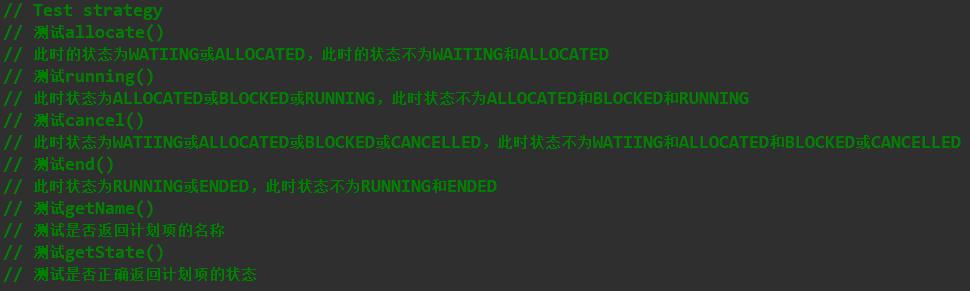 // Test strategy
// 测试allocate()
// 此时的状态为WATIING或ALLOCATED，此时的状态不为WAITING和ALLOCATED
// 测试running()
// 此时状态为ALLOCATED或BLOCKED或RUNNING，此时状态不为ALLOCATED和BLOCKED和RUNNING
// 测试cancel()
// 此时状态为WATIING或ALLOCATED或BLOCKED或CANCELLED，此时状态不为WATIING和ALLOCATED和BLOCKED或CANCELLED
// 测试end()
// 此时状态为RUNNING或ENDED，此时状态不为RUNNING和ENDED
// 测试getName()
// 测试是否返回计划项的名称
// 测试getState()
// 测试是否正确返回计划项的状态